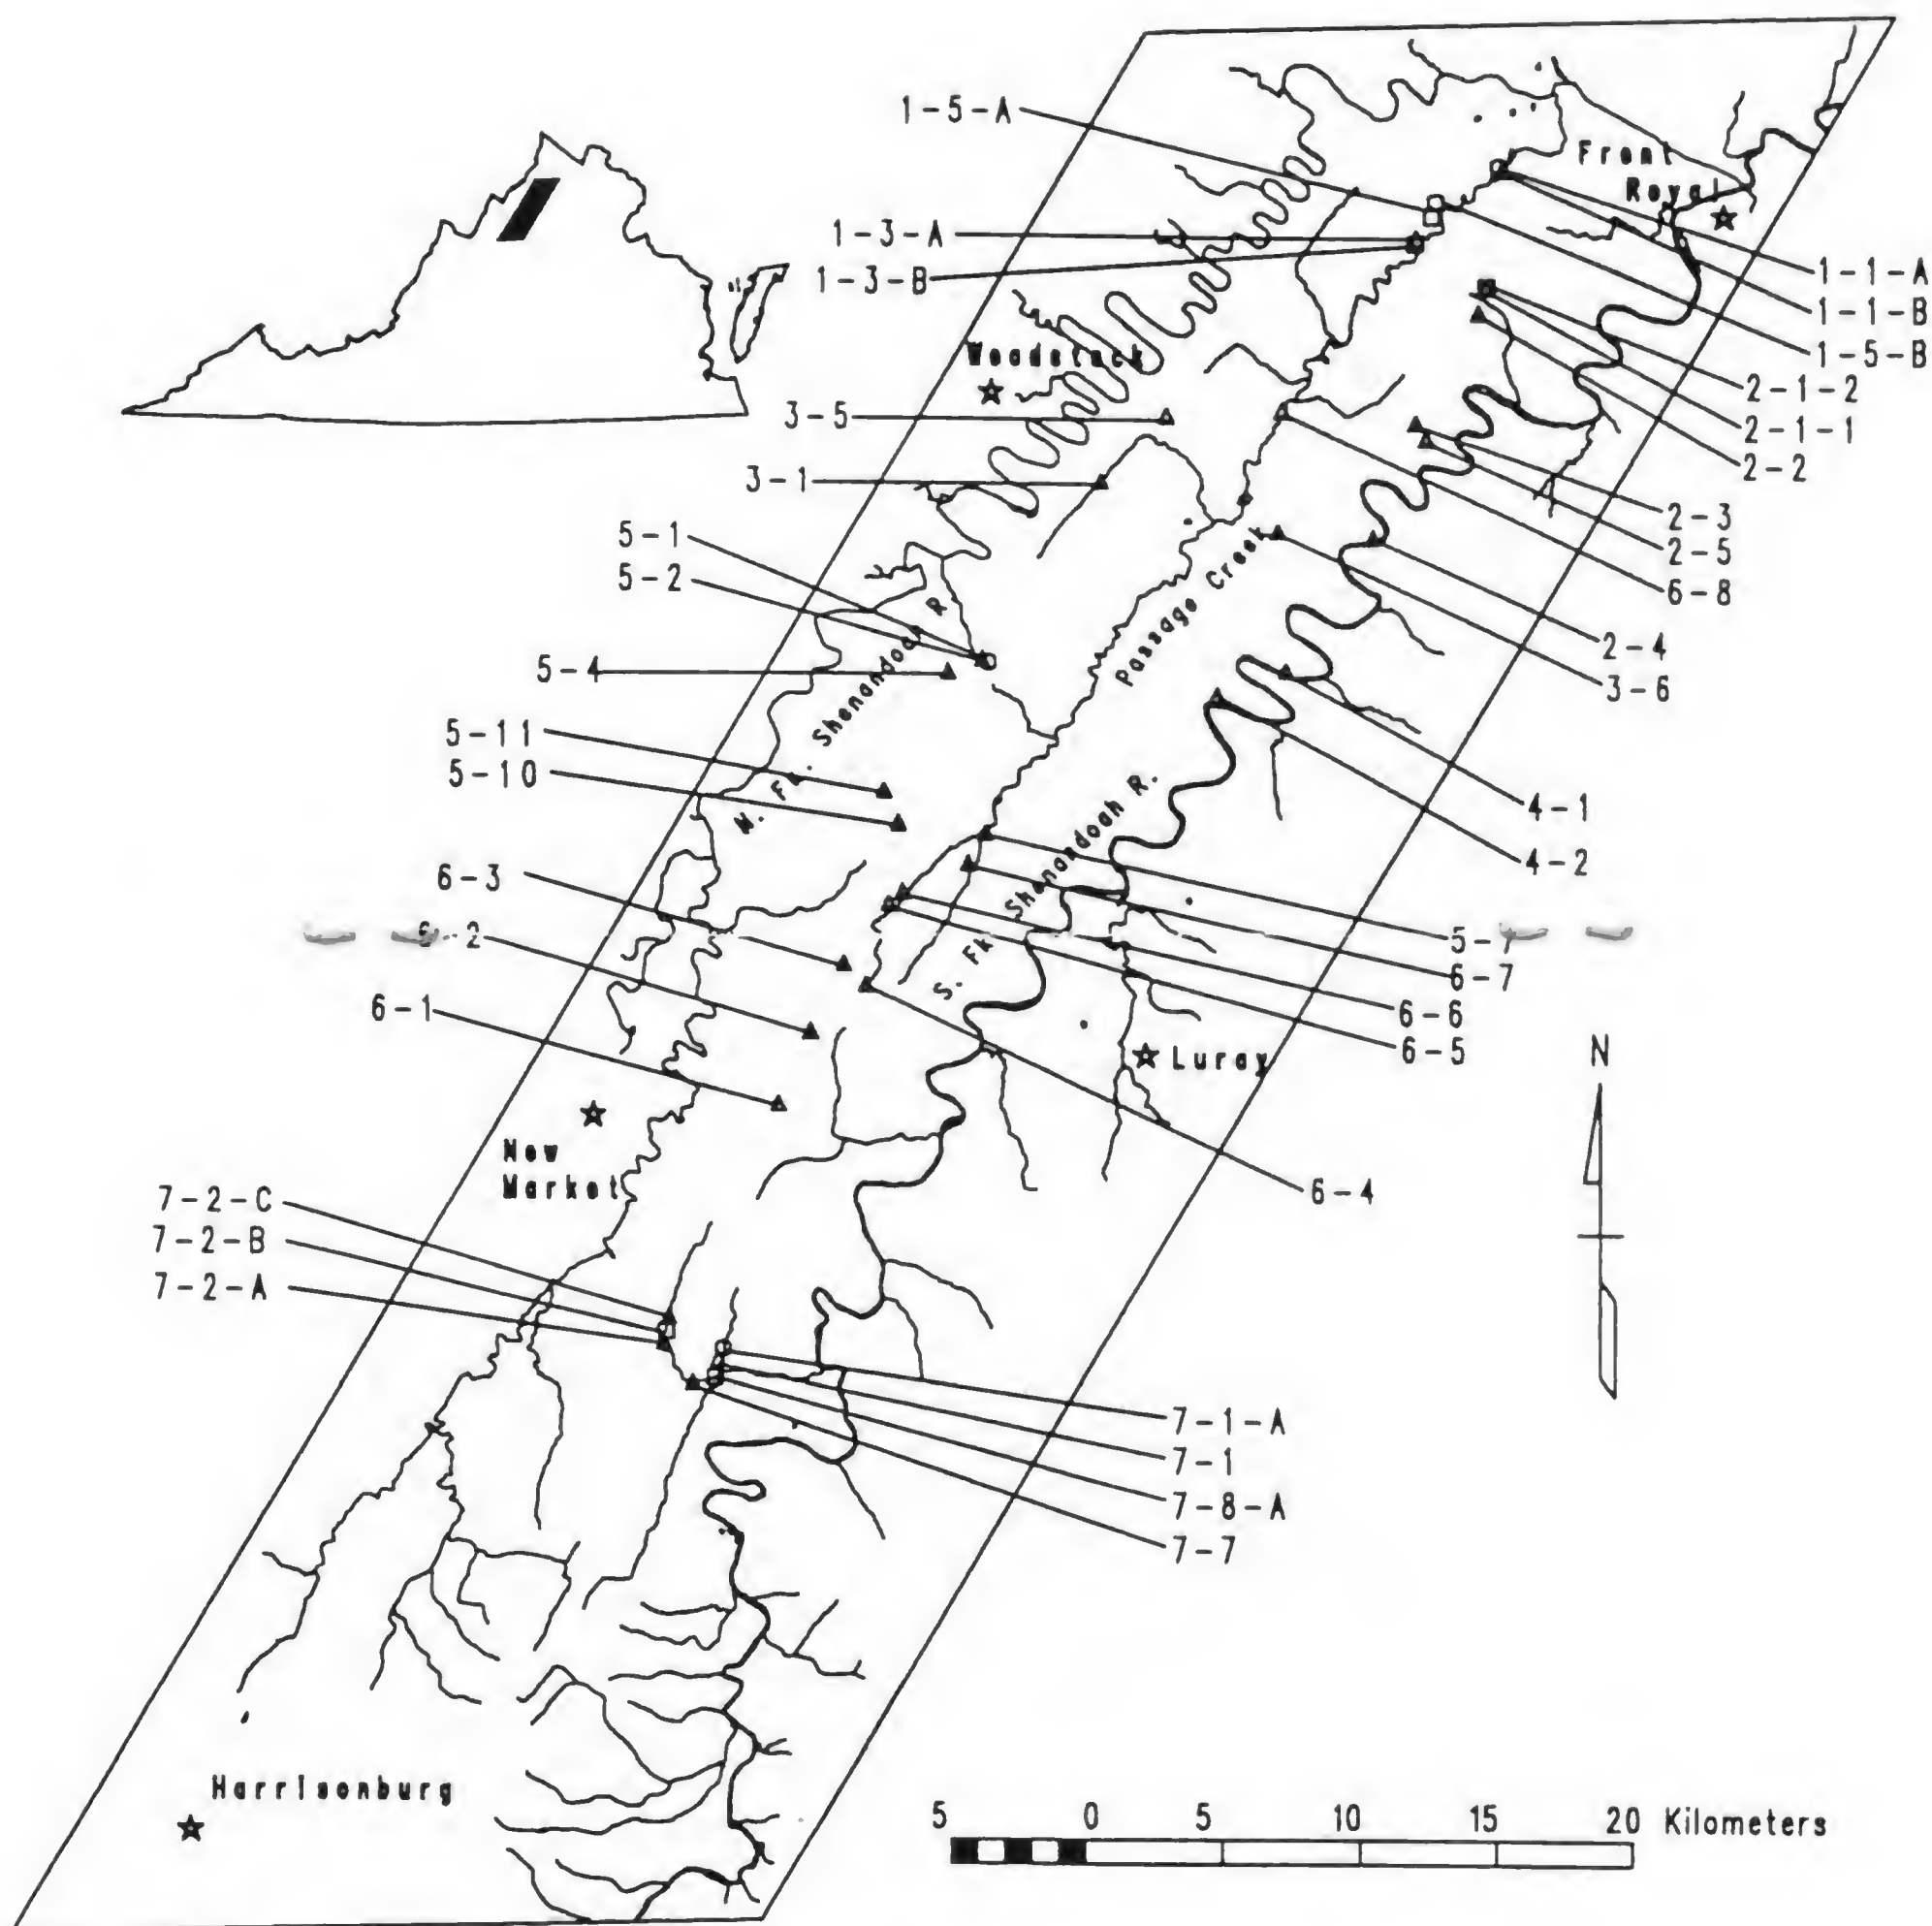 1-5-A
Front
Royal
1-3-A
1-3-B
1-1-A
1-1-B
1-5-B
Woodstock
2-1-2
2-1-1
2-2
3-5
3-1
2-3
2-5
6-8
5-1
5-2
Passage Creek
2-4
3-6
5-4
N. F. Shenandoah R
5-11
5-10
4-1
4-2
S. Fk Shenandoah R.
6-3
6-2
5-7
6-7
6-6
6-5
6-1
Luray
N
New
Market
6-4
7-2-C
7-2-B
7-2-A
7-1-A
7-1
7-8-A
7-7
Harrisonburg
5 0 5 10 15 20 Kilometers